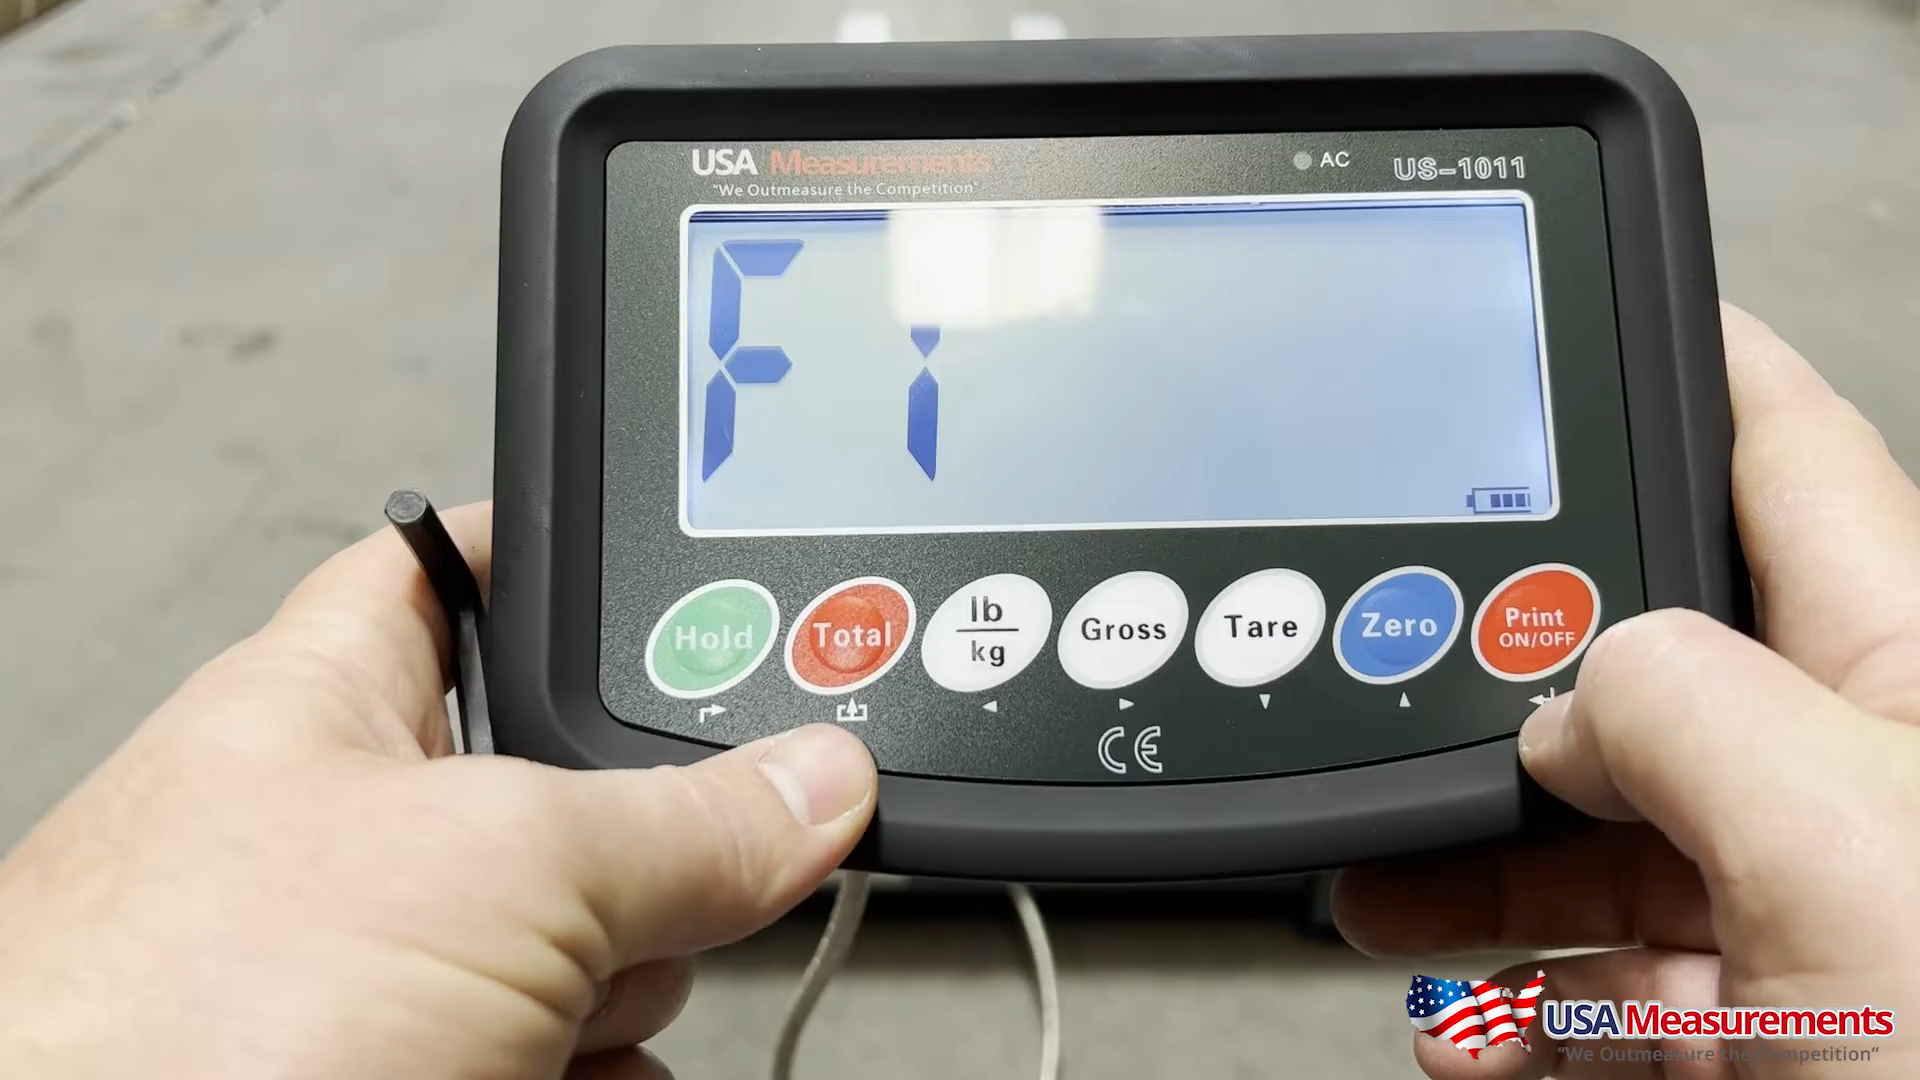 USA Measurements
"We Outmeasure the Competition"
AC
US-1011
F1
Hold
Total
lb
kg
Gross
Tare
Zero
Print
ON/OFF
CE
USA Measurements
"We Outmeasure the Competition"